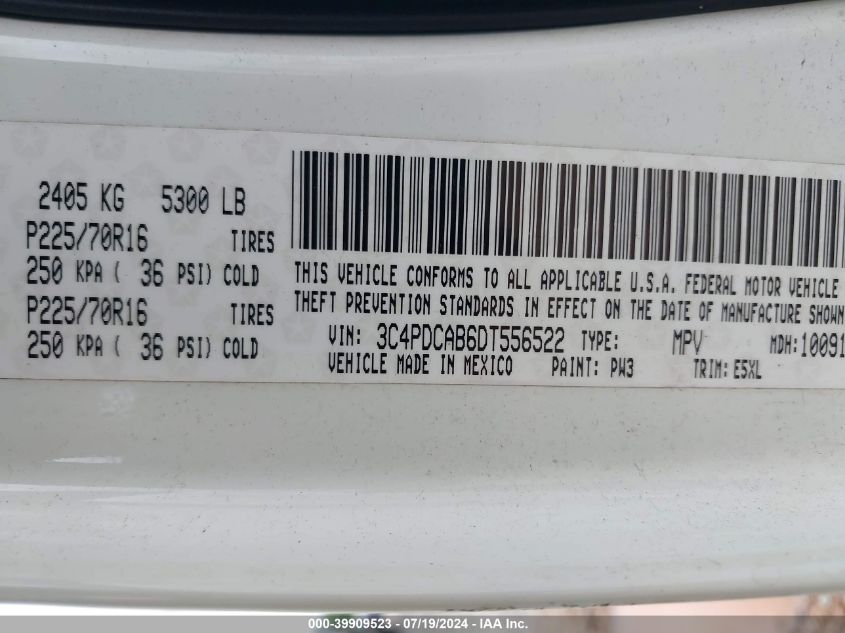 2405 KG 5300 LB
P225/70R16 TIRES
250 KPA ( 36 PSI) COLD
P225/70R16 TIRES
250 KPA ( 36 PSI) COLD
THIS VEHICLE CONFORMS TO ALL APPLICABLE U.S.A. FEDERAL MOTOR VEHICLE
THEFT PREVENTION STANDARDS IN EFFECT ON THE DATE OF MANUFACTURE SHOWN
VIN: 3C4PDCAB6DT556522 TYPE: MPV MDH:10091
VEHICLE MADE IN MEXICO PAINT: PW3 TRIM: E5XL
000-39909523 - 07/19/2024 - IAA Inc.